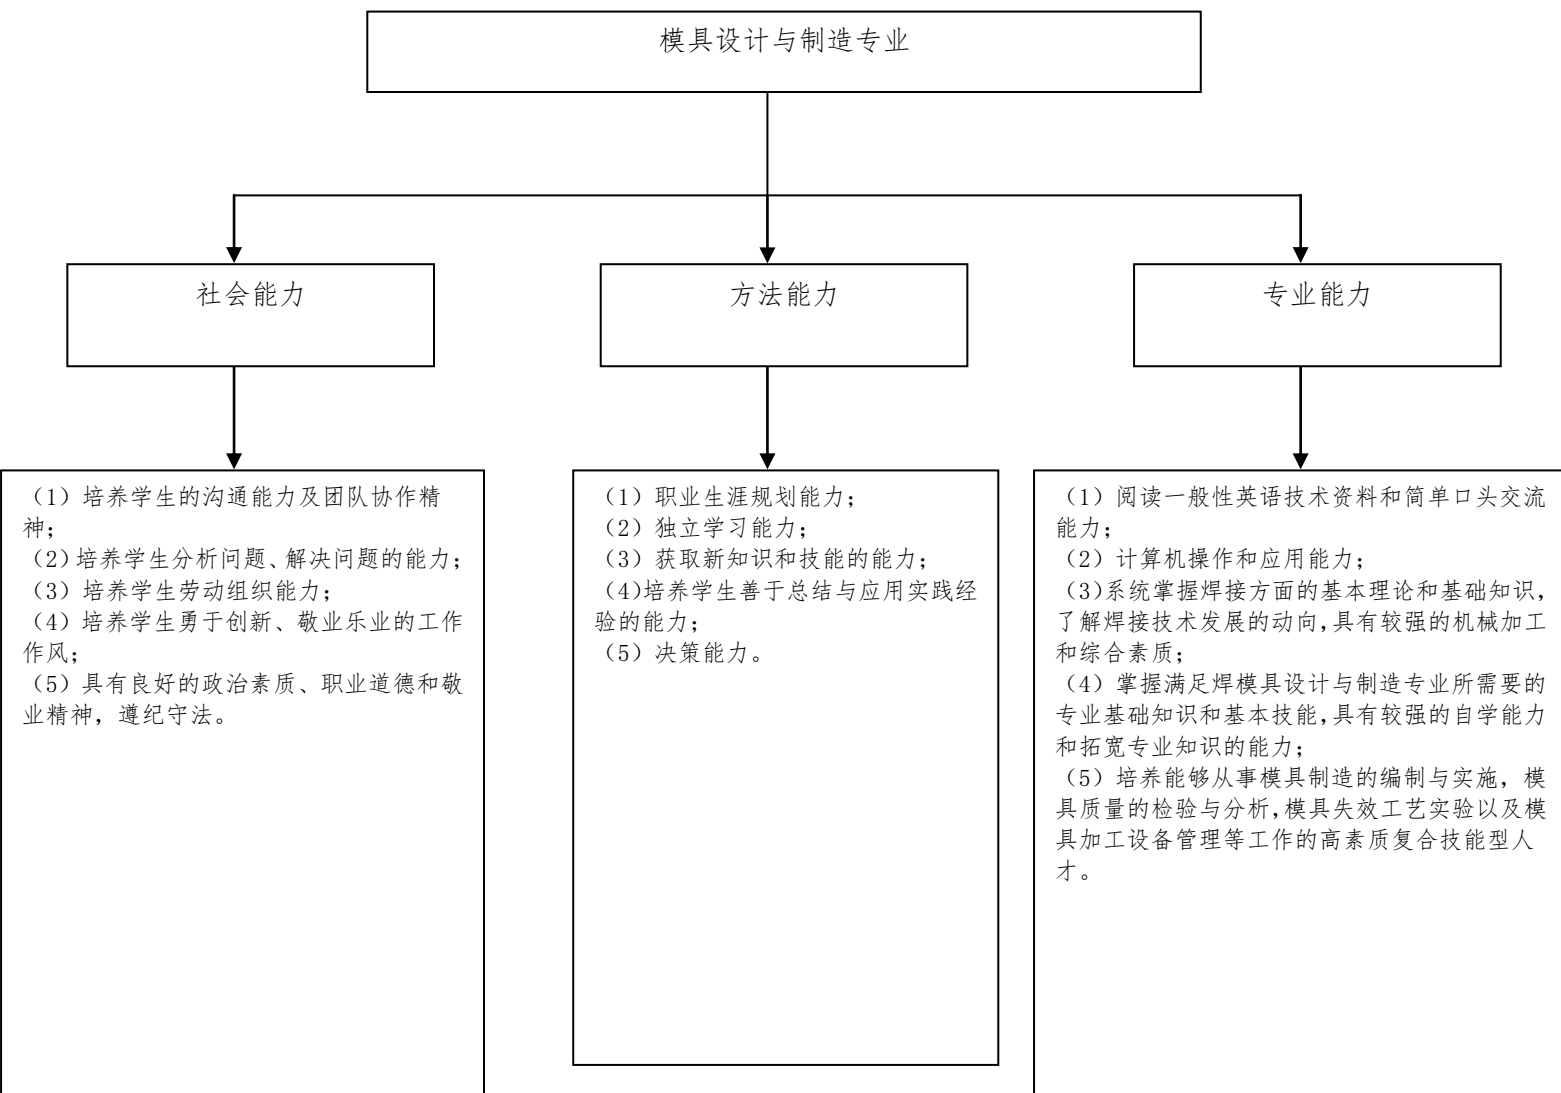 模具设计与制造专业
社会能力
方法能力
专业能力
（1）培养学生的沟通能力及团队协作精
神；
（2）培养学生分析问题、解决问题的能力；
（3）培养学生劳动组织能力；
（4）培养学生勇于创新、敬业乐业的工作
作风；
（5）具有良好的政治素质、职业道德和敬
业精神，遵纪守法。
（1）职业生涯规划能力；
（2）独立学习能力；
（3）获取新知识和技能的能力；
（4）培养学生善于总结与应用实践经
验的能力；
（5）决策能力。
（1）阅读一般性英语技术资料和简单口头交流
能力；
（2）计算机操作和应用能力；
（3）系统掌握焊接方面的基本理论和基础知识，
了解焊接技术发展的动向，具有较强的机械加工
和综合素质；
（4）掌握满足焊模具设计与制造专业所需要的
专业基础知识和基本技能，具有较强的自学能力
和拓宽专业知识的能力；
（5）培养能够从事模具制造的编制与实施，模
具质量的检验与分析，模具失效工艺实验以及模
具加工设备管理等工作的高素质复合技能型人
才。